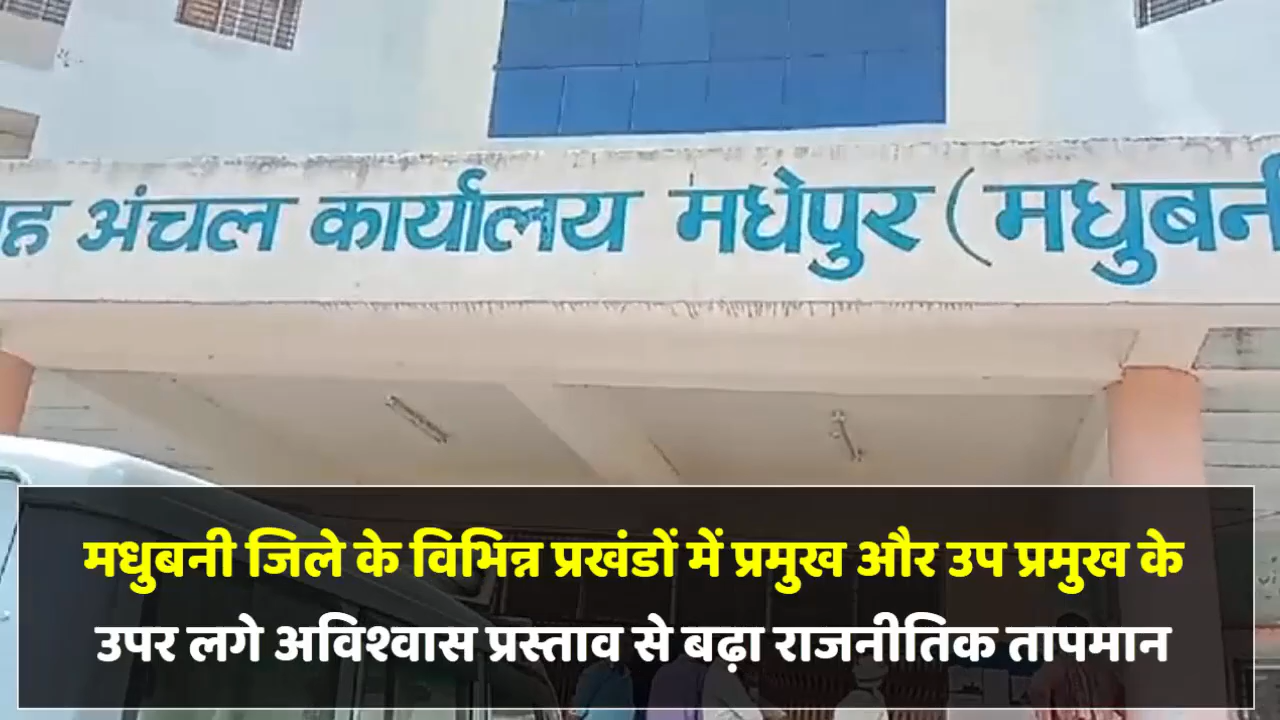 ह अंचल कार्यालय मधेपुर (मधुबनी
मधुबनी जिले के विभिन्न प्रखंडों में प्रमुख और उप प्रमुख के
उपर लगे अविश्वास प्रस्ताव से बढ़ा राजनीतिक तापमान